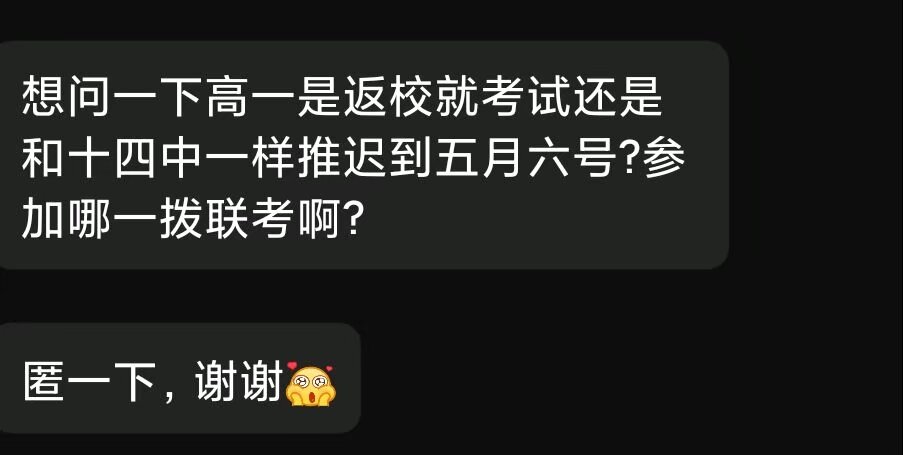 想问一下高一是返校就考试还是
和十四中一样推迟到五月六号?参
加哪一拨联考啊?
匿一下，谢谢